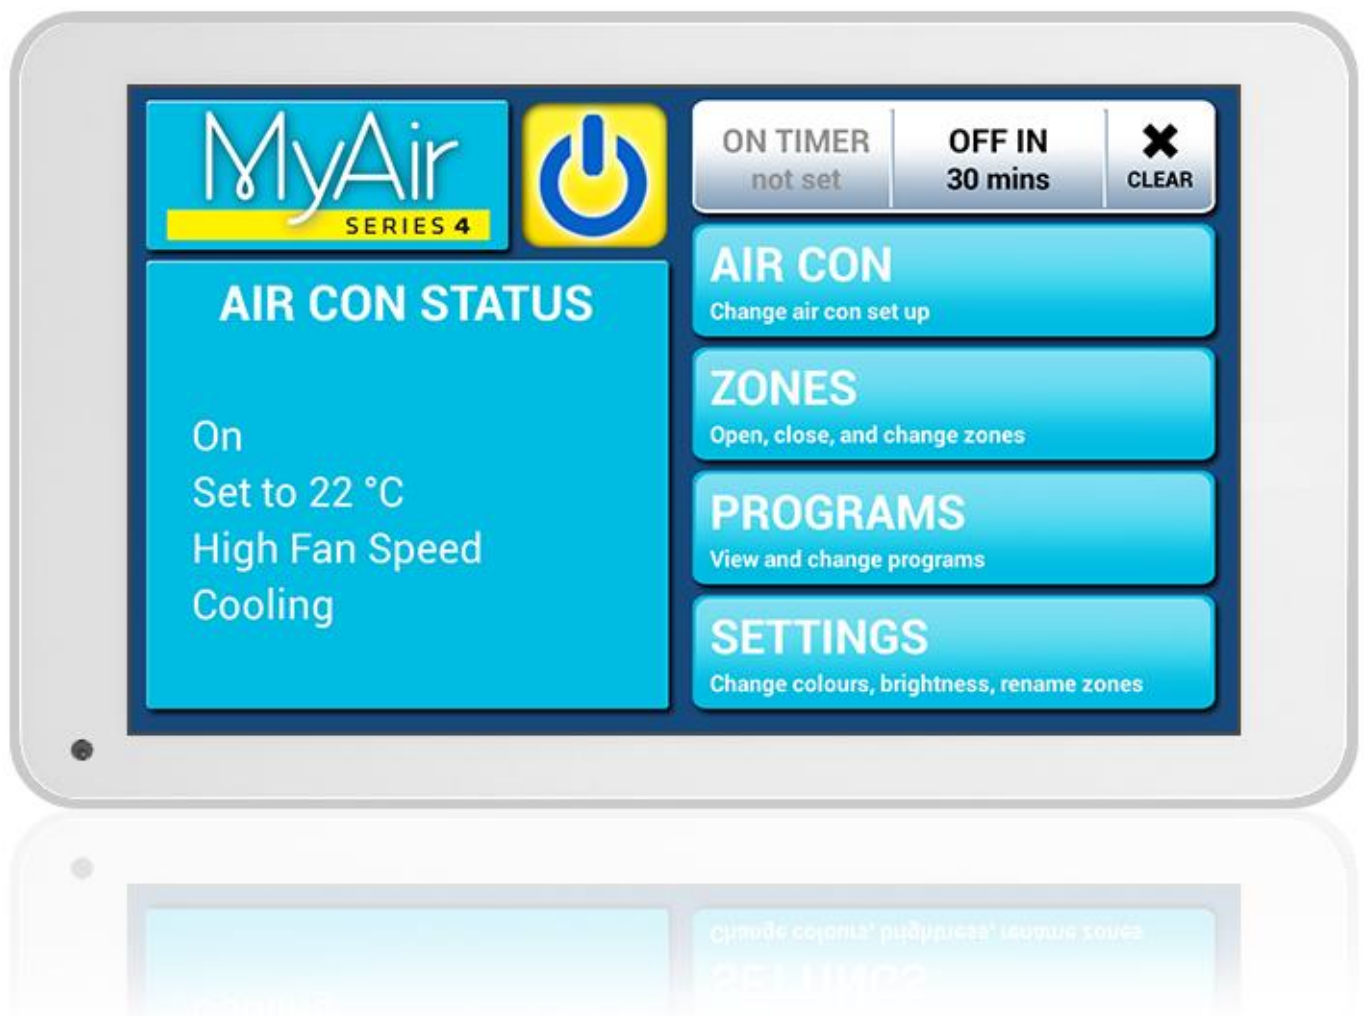 MyAir
SERIES 4
ON TIMER
not set
OFF IN
30 mins
CLEAR
AIR CON STATUS
On
Set to 22 °C
High Fan Speed
Cooling
AIR CON
Change air con set up
ZONES
Open, close, and change zones
PROGRAMS
View and change programs
SETTINGS
Change colours, brightness, rename zones